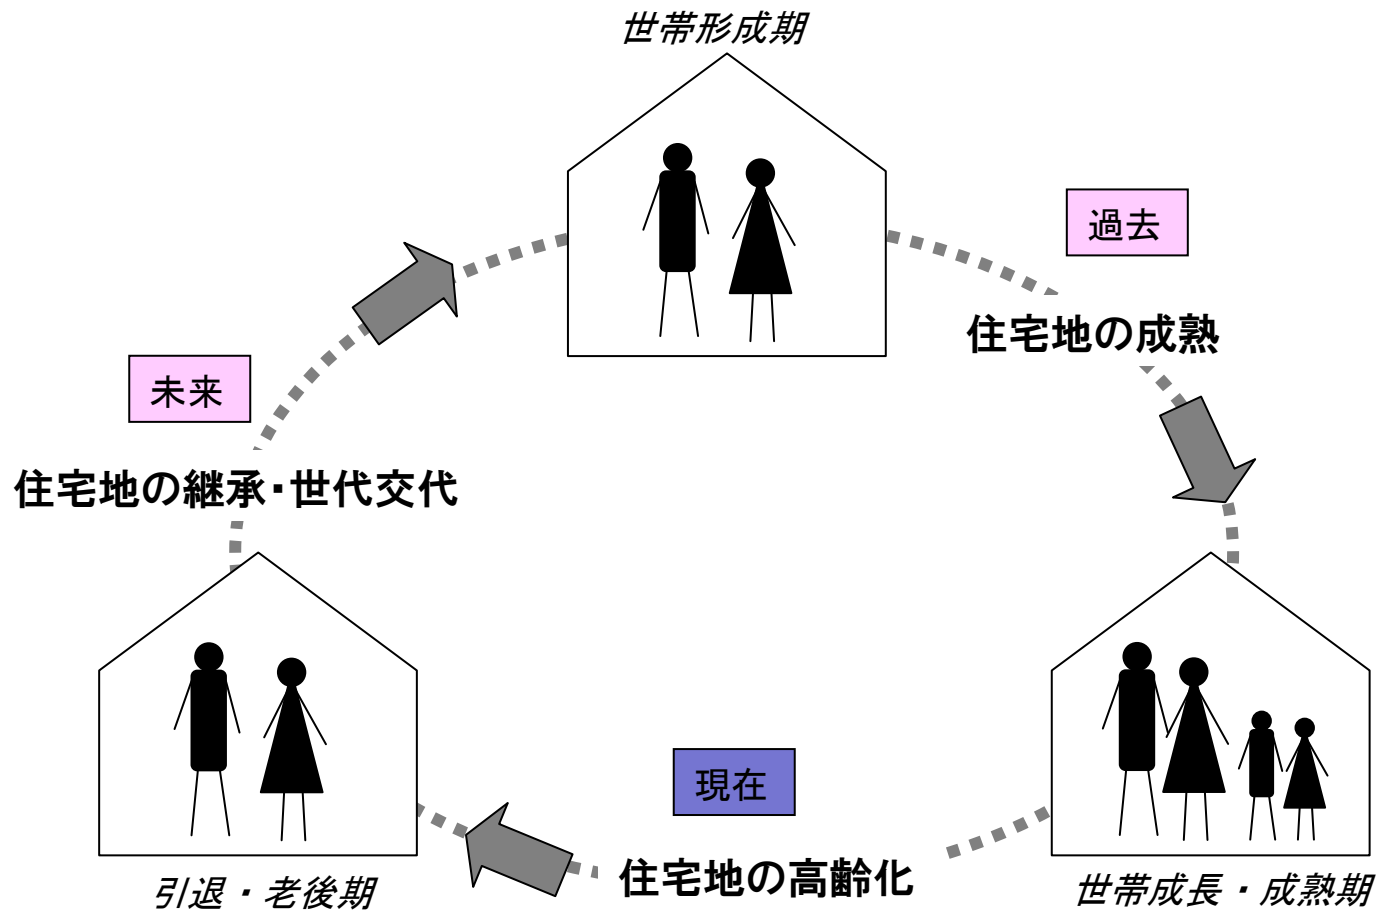 世帯形成期
過去
住宅地の成熟
未来
住宅地の継承・世代交代
現在
住宅地の高齢化
引退・老後期
世帯成長・成熟期